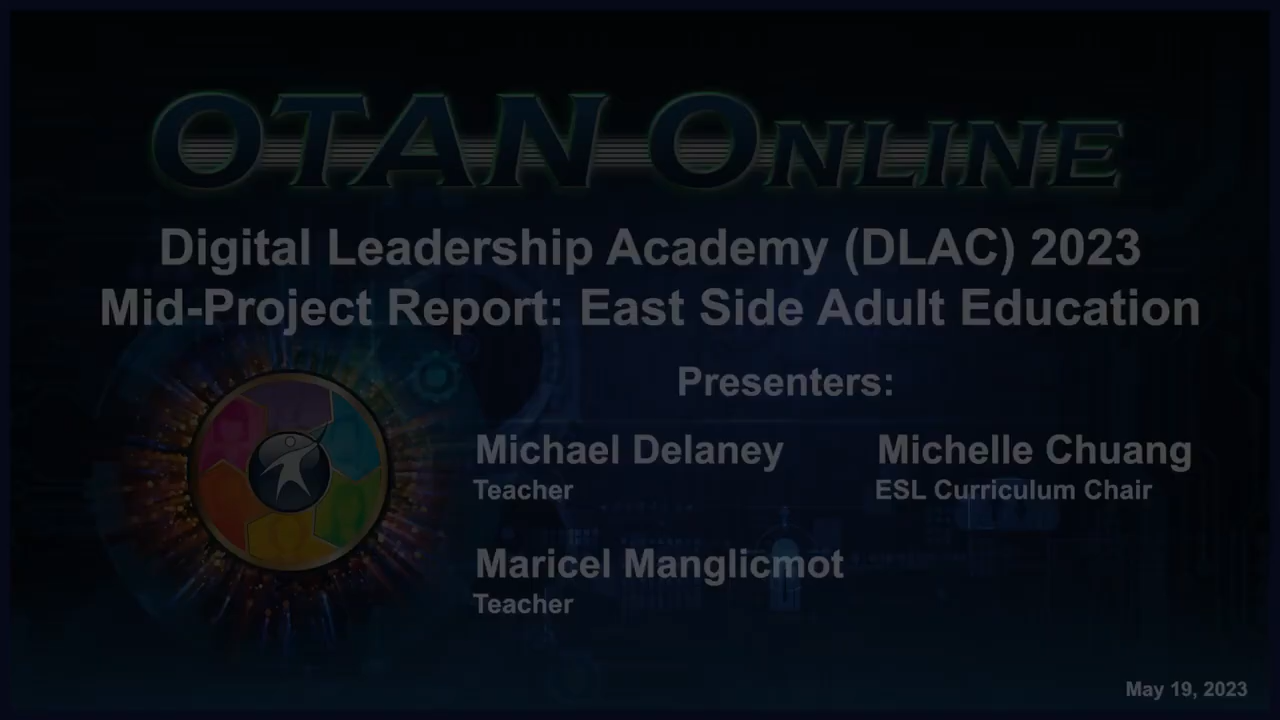 OTAN ONLINE
Digital Leadership Academy (DLAC) 2023
Mid-Project Report: East Side Adult Education
Presenters:
Michael Delaney
Teacher
Michelle Chuang
ESL Curriculum Chair
Maricel Manglicmot
Teacher
May 19, 2023